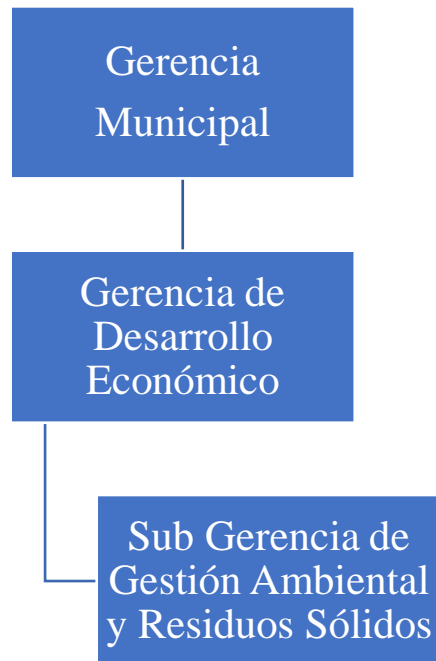 Gerencia
Municipal
Gerencia de
Desarrollo
Económico
Sub Gerencia de
Gestión Ambiental
y Residuos Sólidos